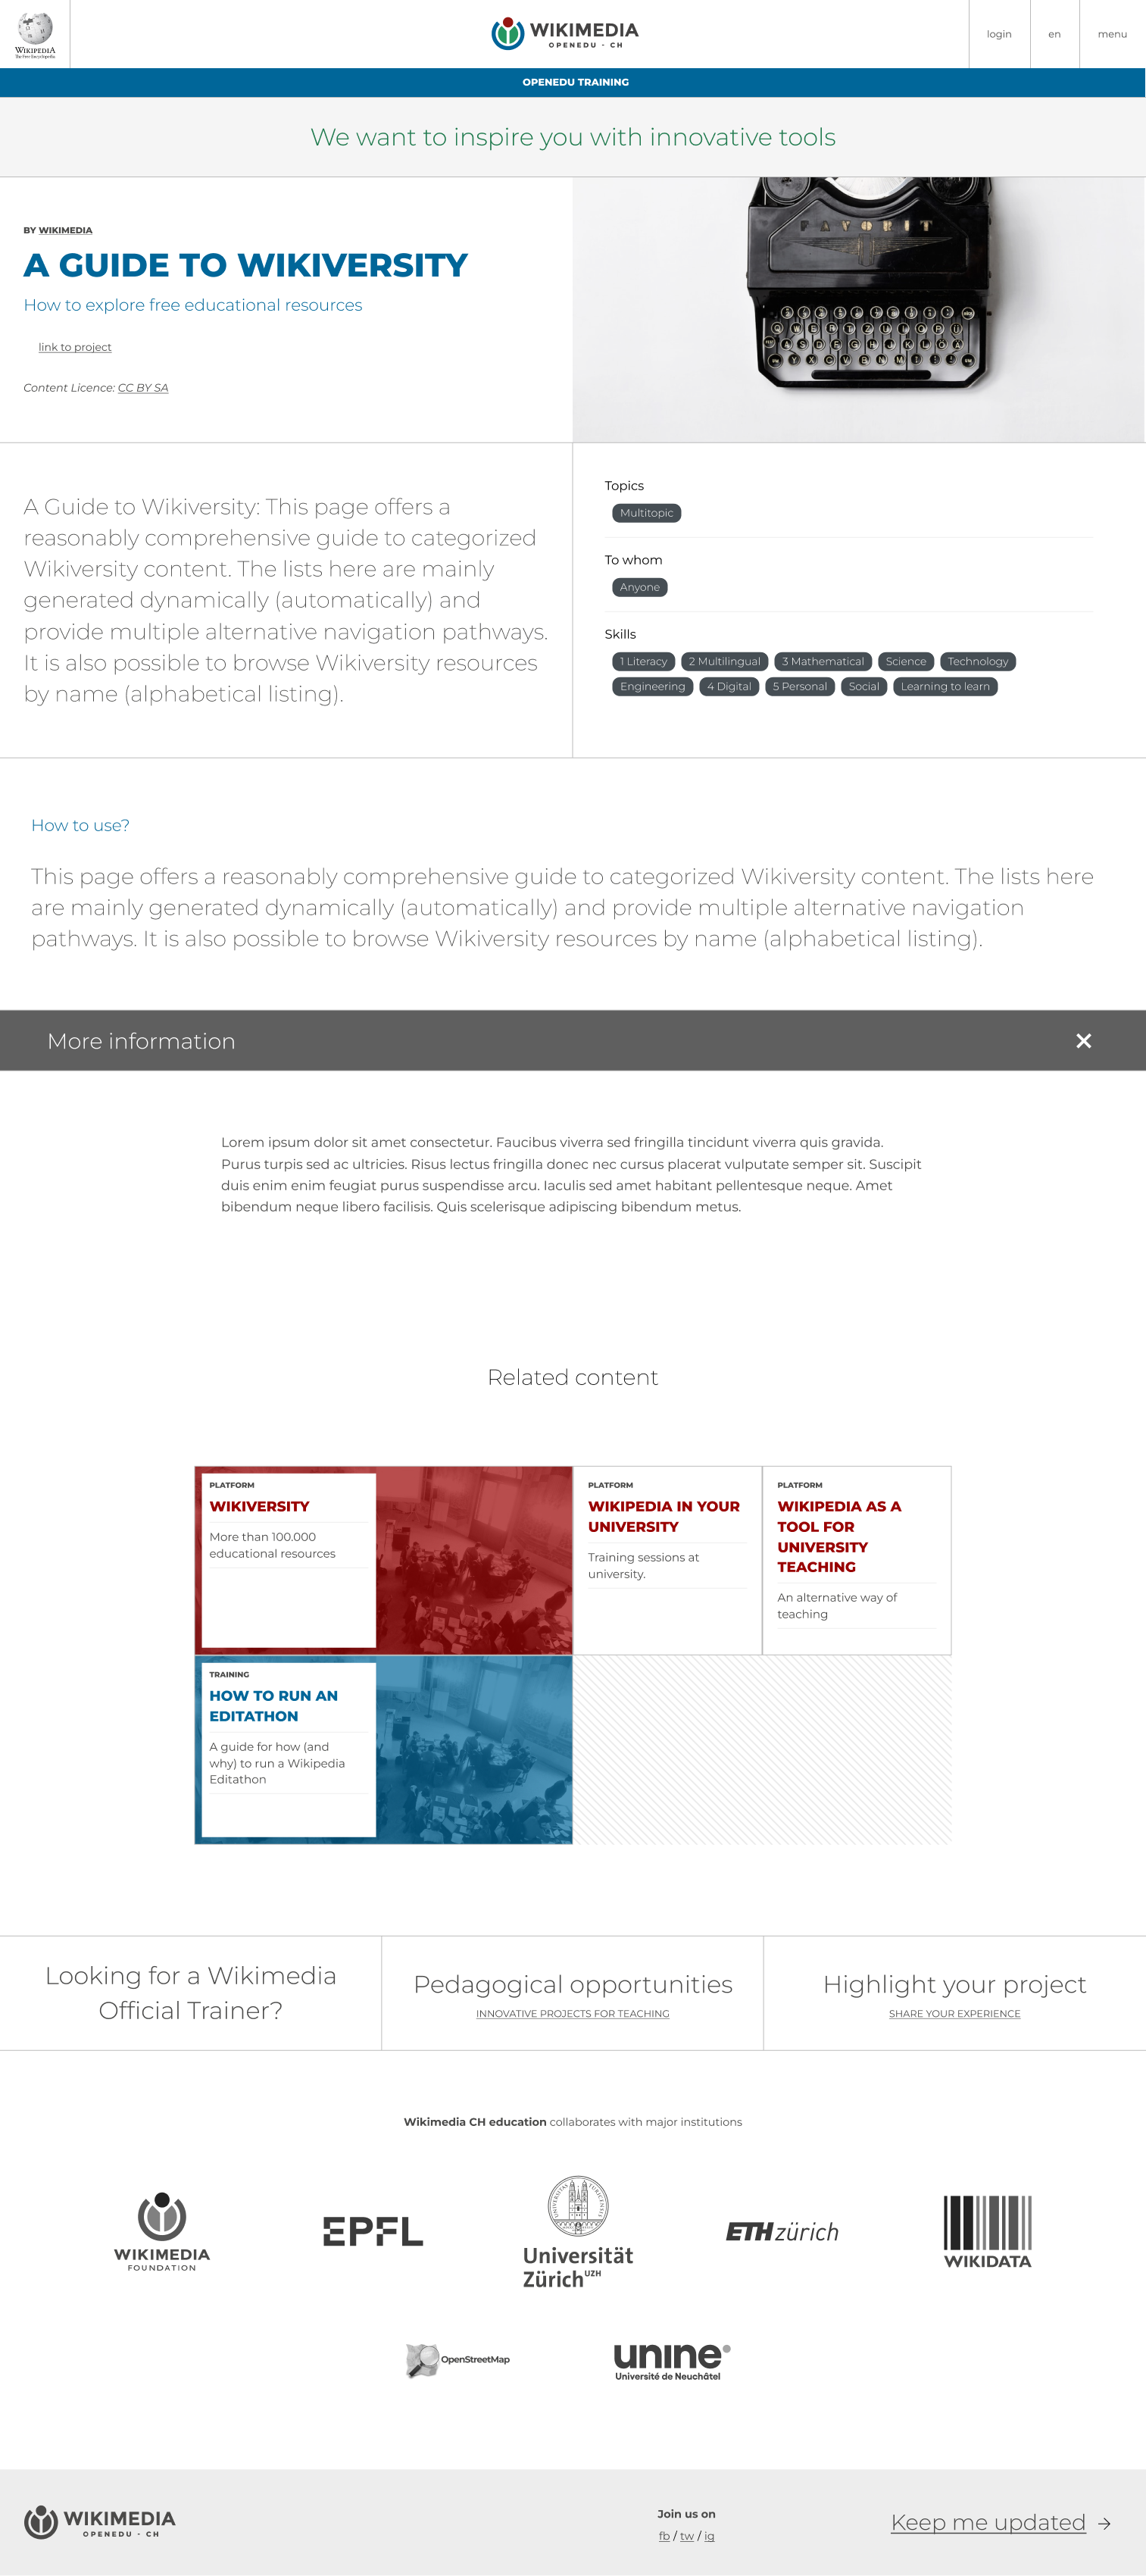 WIKIPEDIA
The Free Encyclopedia
WIKIMEDIA
OPENEDU - CH
login
en
menu
OPENEDU TRAINING
We want to inspire you with innovative tools
BY WIKIMEDIA
A GUIDE TO WIKIVERSITY
How to explore free educational resources
link to project
Content Licence: CC BY SA
FAVORIT
A Guide to Wikiversity: This page offers a
reasonably comprehensive guide to categorized
Wikiversity content. The lists here are mainly
generated dynamically (automatically) and
provide multiple alternative navigation pathways.
It is also possible to browse Wikiversity resources
by name (alphabetical listing).
Topics
Multitopic
To whom
Anyone
Skills
1 Literacy 2 Multilingual 3 Mathematical Science Technology
Engineering 4 Digital 5 Personal Social Learning to learn
How to use?
This page offers a reasonably comprehensive guide to categorized Wikiversity content. The lists here
are mainly generated dynamically (automatically) and provide multiple alternative navigation
pathways. It is also possible to browse Wikiversity resources by name (alphabetical listing).
More information
Lorem ipsum dolor sit amet consectetur. Faucibus viverra sed fringilla tincidunt viverra quis gravida.
Purus turpis sed ac ultricies. Risus lectus fringilla donec nec cursus placerat vulputate semper sit. Suscipit
duis enim enim feugiat purus suspendisse arcu. Iaculis sed amet habitant pellentesque neque. Amet
bibendum neque libero facilisis. Quis scelerisque adipiscing bibendum metus.
Related content
PLATFORM
WIKIVERSITY
More than 100.000
educational resources
PLATFORM
WIKIPEDIA IN YOUR
UNIVERSITY
Training sessions at
university.
PLATFORM
WIKIPEDIA AS A
TOOL FOR
UNIVERSITY
TEACHING
An alternative way of
teaching
TRAINING
HOW TO RUN AN
EDITATHON
A guide for how (and
why) to run a Wikipedia
Editathon
Looking for a Wikimedia
Official Trainer?
Pedagogical opportunities
INNOVATIVE PROJECTS FOR TEACHING
Highlight your project
SHARE YOUR EXPERIENCE
Wikimedia CH education collaborates with major institutions
WIKIMEDIA
FOUNDATION
EPFL
Universität
Zürich UZH
ETH zürich
WIKIDATA
OpenStreetMap
unine
Université de Neuchâtel
WIKIMEDIA
OPENEDU - CH
Join us on
fb / tw / ig
Keep me updated